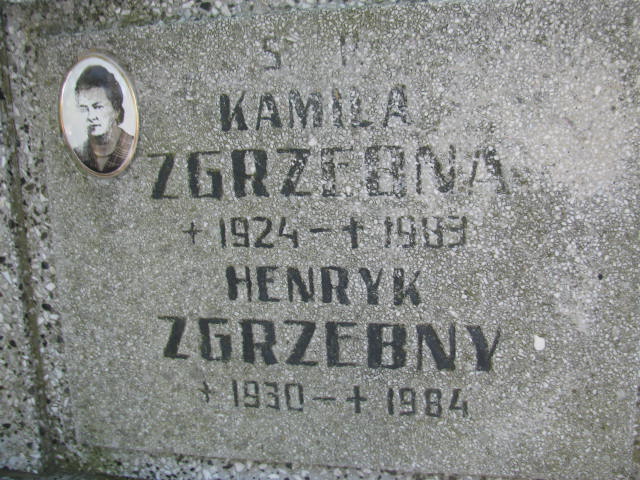 Ś P
KAMILA
ZGRZEBNA
+ 1924 – ✝ 1983
HENRYK
ZGRZEBNY
+ 1930 – ✝ 1984